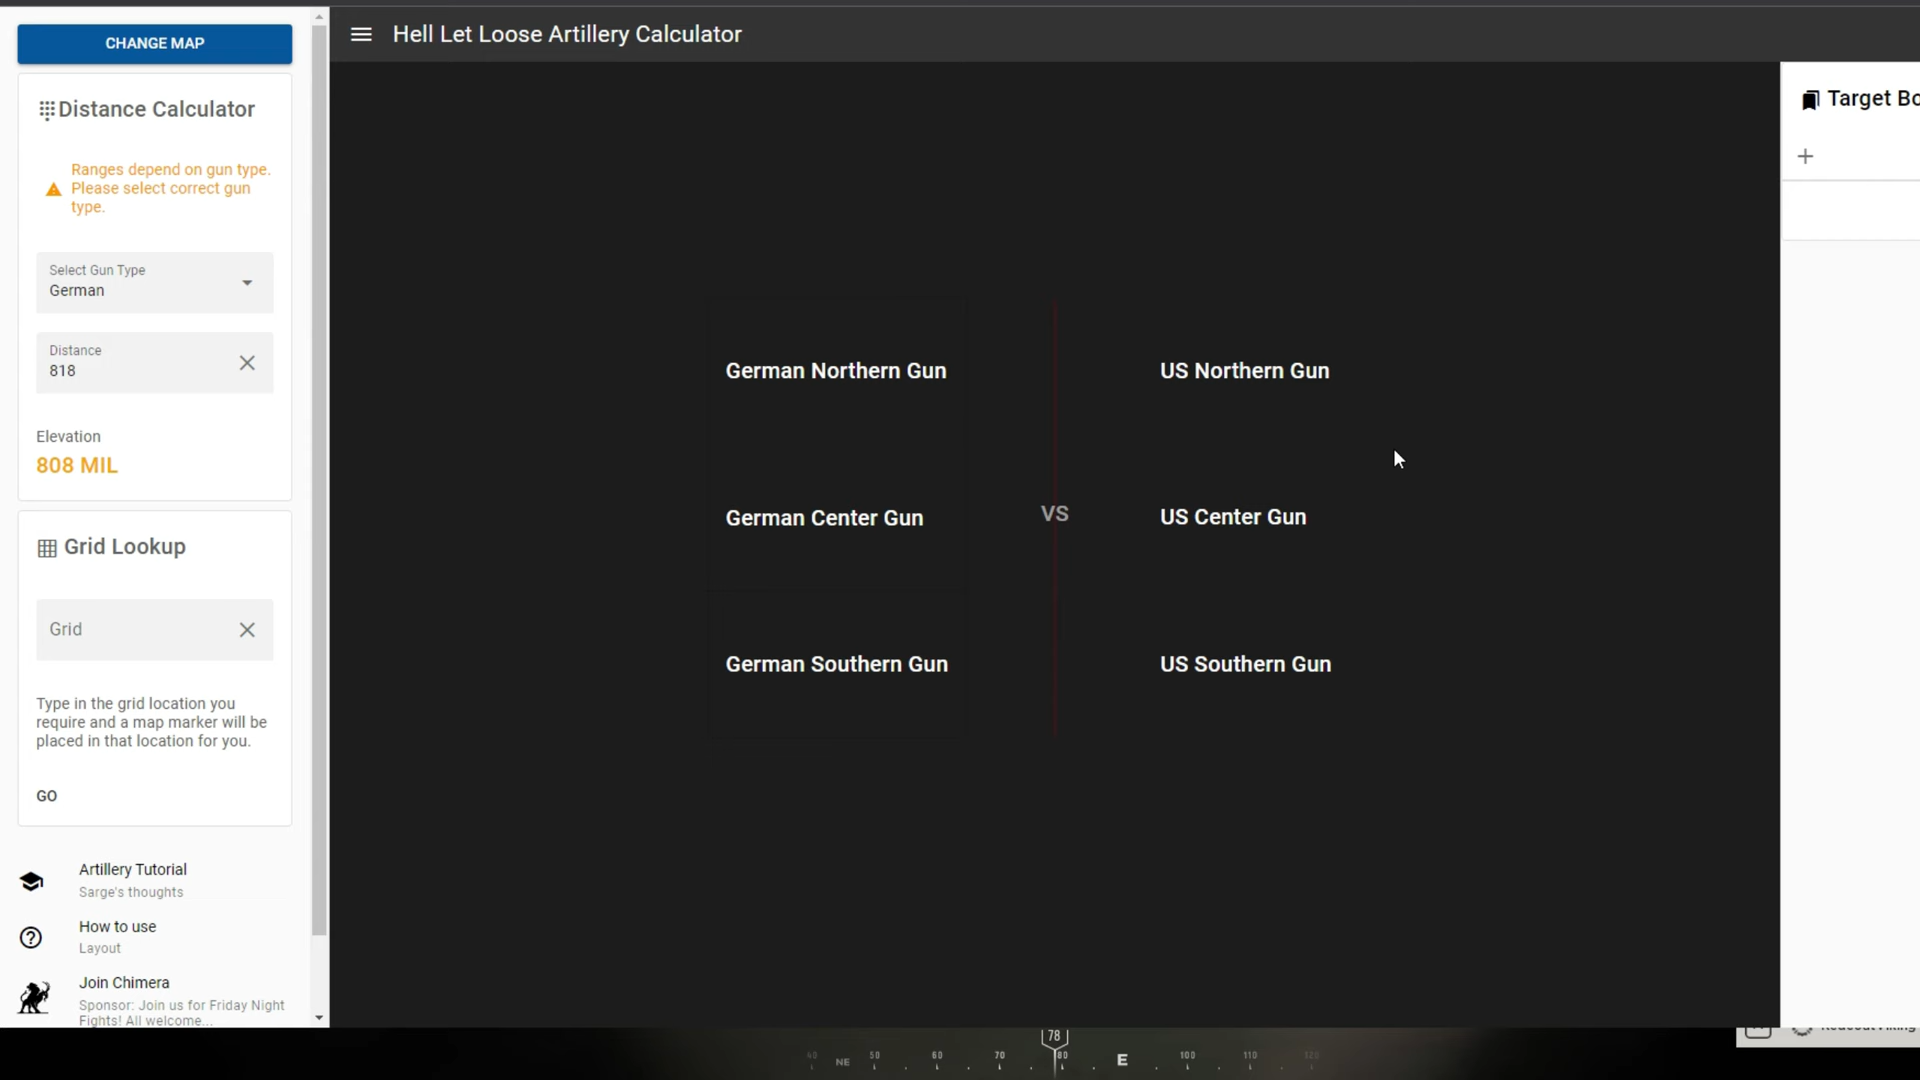 CHANGE MAP
Hell Let Loose Artillery Calculator
Distance Calculator
Ranges depend on gun type.
Please select correct gun
type.
Select Gun Type
German
Distance
818
Elevation
808 MIL
Grid Lookup
Grid
Type in the grid location you
require and a map marker will be
placed in that location for you.
GO
Artillery Tutorial
Sarge's thoughts
How to use
Layout
Join Chimera
Sponsor: Join us for Friday Night
Fights! All welcome...
German Northern Gun
US Northern Gun
German Center Gun
VS
US Center Gun
German Southern Gun
US Southern Gun
Target Bo
78
40 NE 50 60 70 80 E 100 110 120